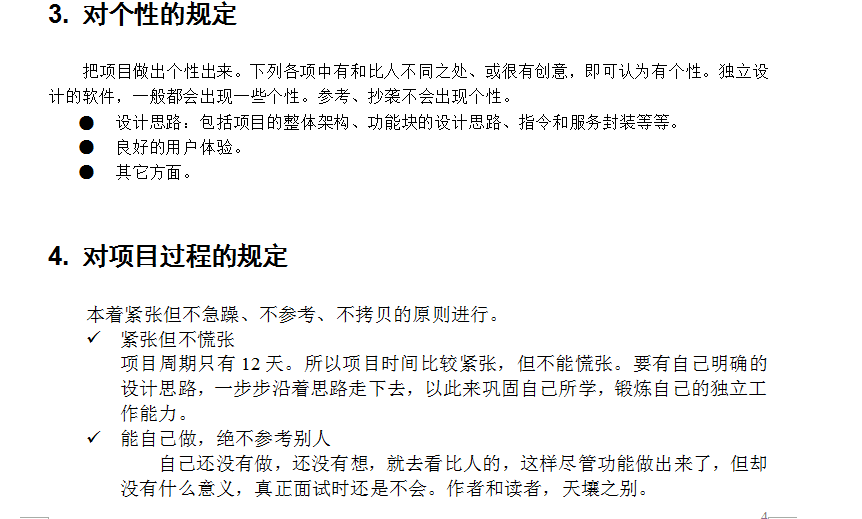 3. 对个性的规定
把项目做出个性出来。下列各项中有和比人不同之处、或很有创意，即可认为有个性。独立设
计的软件，一般都会出现一些个性。参考、抄袭不会出现个性。
● 设计思路：包括项目的整体架构、功能块的设计思路、指令和服务封装等等。
● 良好的用户体验。
● 其它方面。
4. 对项目过程的规定
本着紧张但不急躁、不参考、不拷贝的原则进行。
✓ 紧张但不慌张
项目周期只有 12 天。所以项目时间比较紧张，但不能慌张。要有自己明确的
设计思路，一步步沿着思路走下去，以此来巩固自己所学，锻炼自己的独立工
作能力。
✓ 能自己做，绝不参考别人
自己还没有做，还没有想，就去看比人的，这样尽管功能做出来了，但却
没有什么意义，真正面试时还是不会。作者和读者，天壤之别。
4